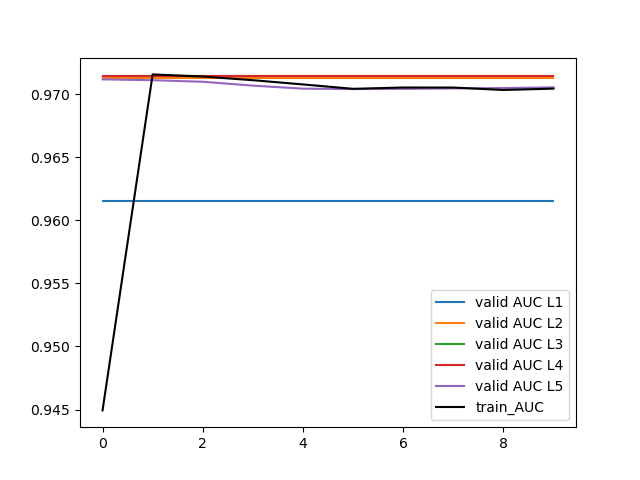 0.970
0.965
0.960
0.955
0.950
0.945
0
2
4
6
8
valid AUC L1
valid AUC L2
valid AUC L3
valid AUC L4
valid AUC L5
train_AUC